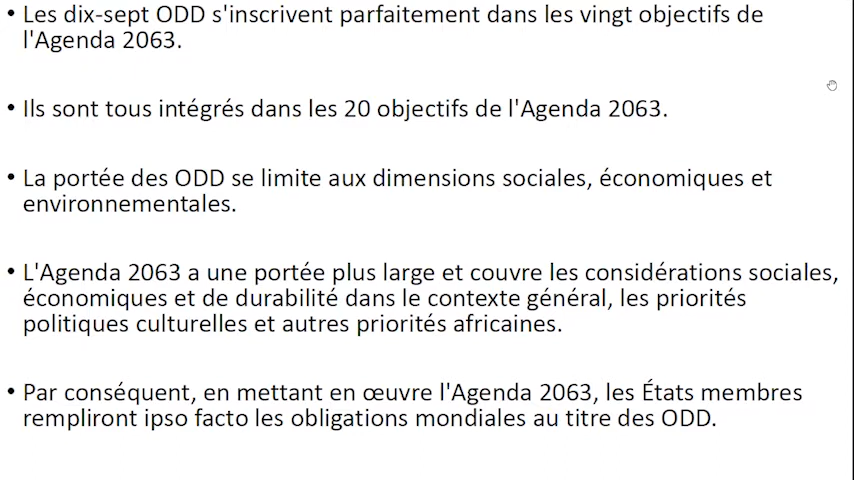 • Les dix-sept ODD s'inscrivent parfaitement dans les vingt objectifs de
l'Agenda 2063.
• Ils sont tous intégrés dans les 20 objectifs de l'Agenda 2063.
• La portée des ODD se limite aux dimensions sociales, économiques et
environnementales.
• L'Agenda 2063 a une portée plus large et couvre les considérations sociales,
économiques et de durabilité dans le contexte général, les priorités
politiques culturelles et autres priorités africaines.
• Par conséquent, en mettant en œuvre l'Agenda 2063, les États membres
rempliront ipso facto les obligations mondiales au titre des ODD.